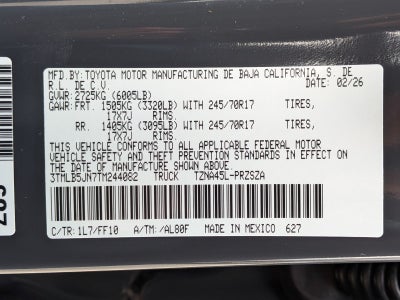 MFD.BY:TOYOTA MOTOR MANUFACTURING DE BAJA CALIFORNIA, S. DE
R.L. DE C.V. DATE: 02/26
GVWR: 2725KG (6005LB)
GAWR:FRT. 1505KG (3320LB) WITH 245/70R17 TIRES,
17X7J RIMS.
RR. 1405KG (3095LB) WITH 245/70R17 TIRES,
17X7J RIMS.
THIS VEHICLE CONFORMS TO ALL APPLICABLE FEDERAL MOTOR
VEHICLE SAFETY AND THEFT PREVENTION STANDARDS IN EFFECT ON
THE DATE OF MANUFACTURE SHOWN ABOVE.
3TMLB5JN7TM244082 TRUCK TZNA45L-PRZSZA
C/TR:1L7/FF10 A/TM:/AL80F MADE IN MEXICO 627